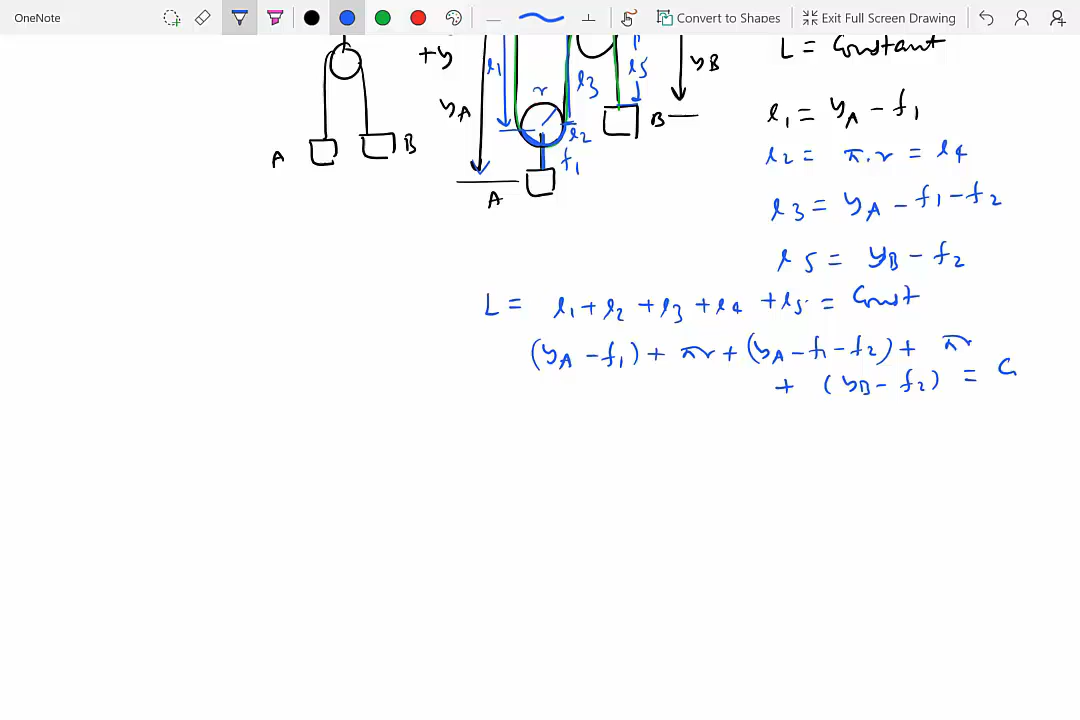 OneNote
Convert to Shapes
Exit Full Screen Drawing
+y
l1
r
l3
l5
yB
yA
l2
f1
A
B
A
B
L = Constant
l1 = yA - f1
l2 = π.r = l4
l3 = yA - f1 - f2
l5 = yB - f2
L = l1 + l2 + l3 + l4 + l5 = Const
(yA - f1) + πr + (yA - f1 - f2) + πr
+ (yB - f2) = C